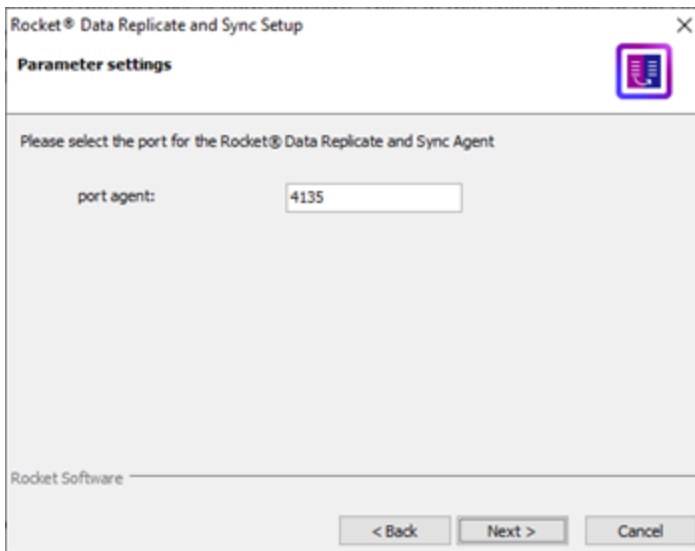 Rocket® Data Replicate and Sync Setup
Parameter settings
Please select the port for the Rocket® Data Replicate and Sync Agent
port agent: 4135
Rocket Software
< Back Next > Cancel